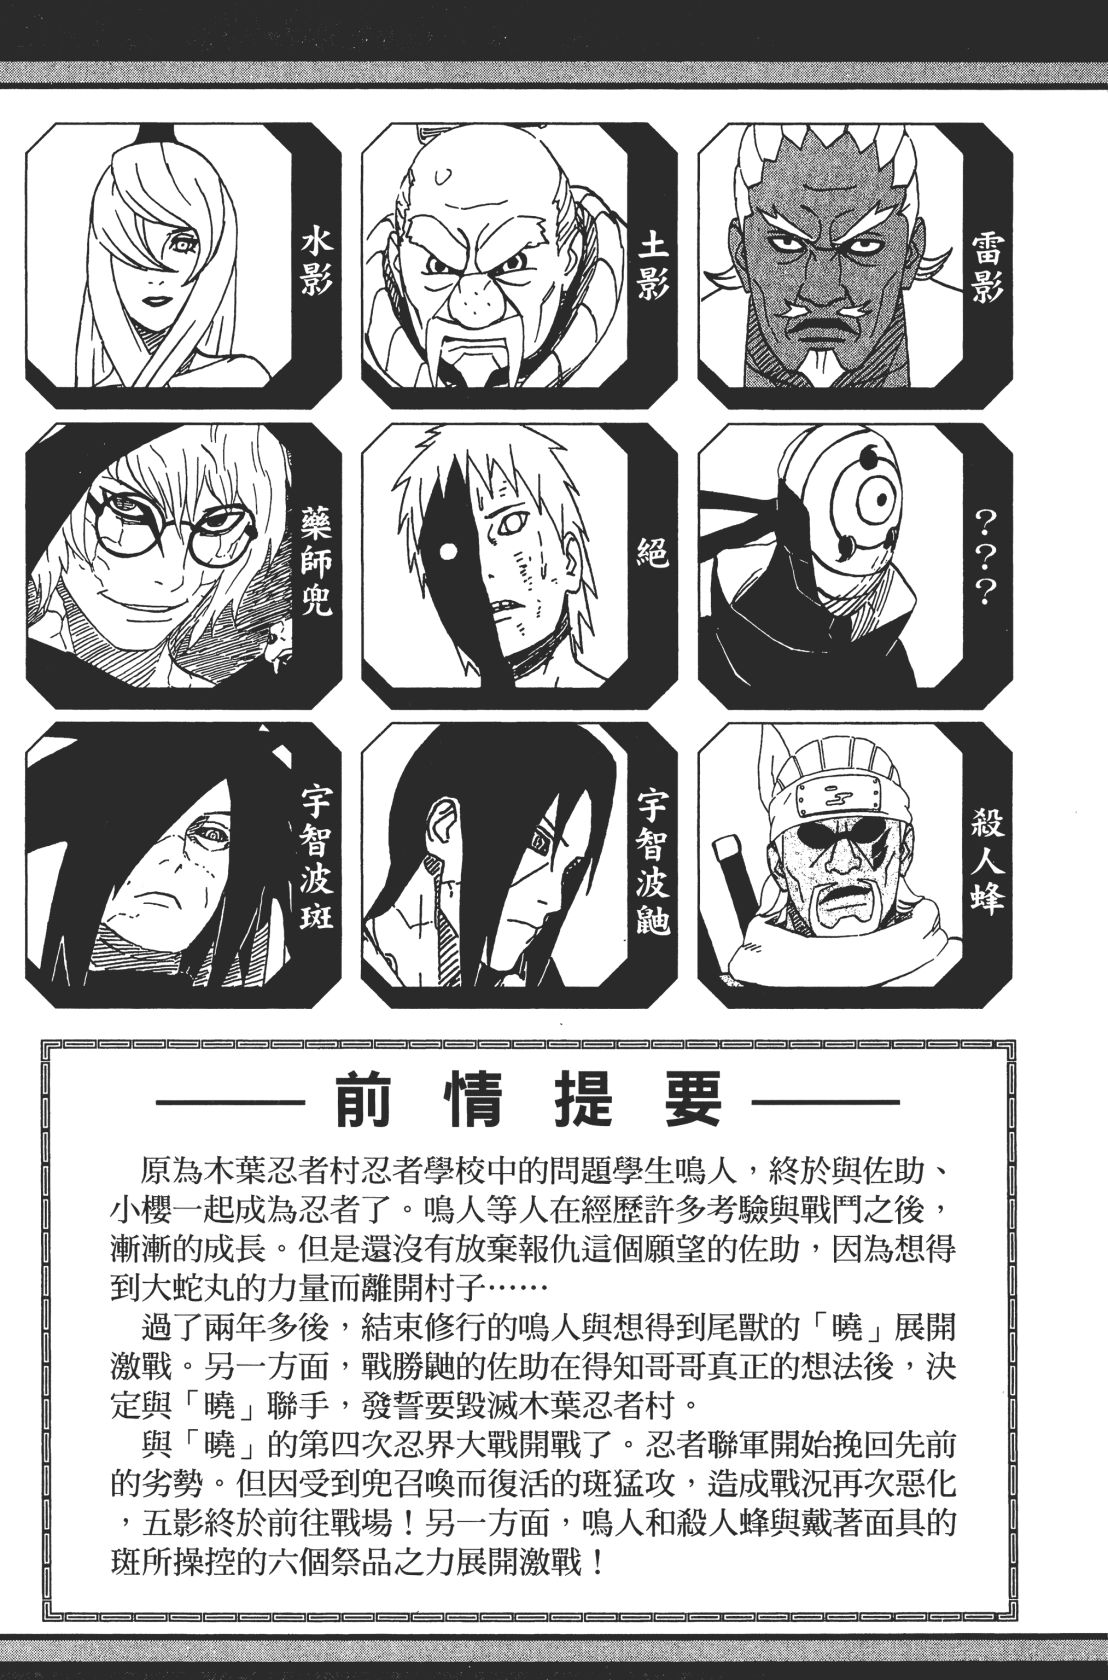 雷影
土影
水影
？？？
絕
藥師兜
殺人蜂
宇智波鼬
宇智波斑
前情提要
原為木葉忍者村忍者學校中的問題學生鳴人，終於與佐助、
小櫻一起成為忍者了。鳴人等人在經歷許多考驗與戰鬥之後，
漸漸的成長。但是還沒有放棄報仇這個願望的佐助，因為想得
到大蛇丸的力量而離開村子……
過了兩年多後，結束修行的鳴人與想得到尾獸的「曉」展開
激戰。另一方面，戰勝鼬的佐助在得知哥哥真正的想法後，決
定與「曉」聯手，發誓要毀滅木葉忍者村。
與「曉」的第四次忍界大戰開戰了。忍者聯軍開始挽回先前
的劣勢。但因受到兜召喚而復活的斑猛攻，造成戰況再次惡化
，五影終於前往戰場！另一方面，鳴人和殺人蜂與戴著面具的
斑所操控的六個祭品之力展開激戰！